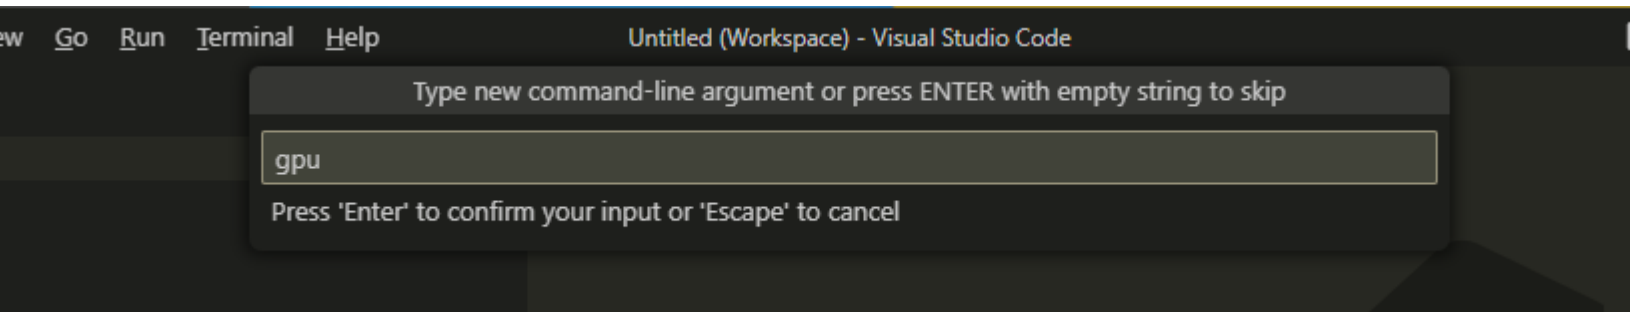 Go Run Terminal Help Untitled (Workspace) - Visual Studio Code
Type new command-line argument or press ENTER with empty string to skip
gpu
Press 'Enter' to confirm your input or 'Escape' to cancel